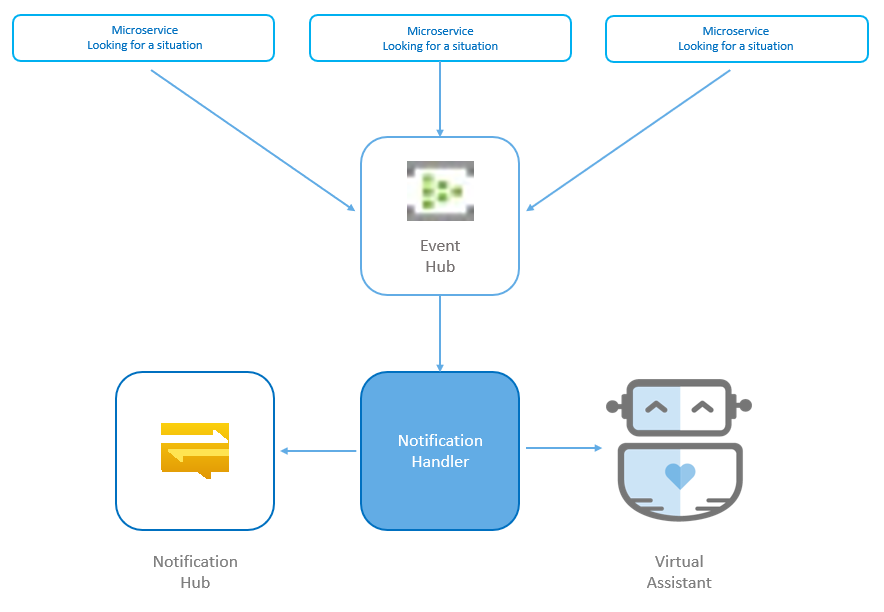 Microservice
Looking for a situation
Microservice
Looking for a situation
Microservice
Looking for a situation
Event
Hub
Notification
Handler
Notification
Hub
Virtual
Assistant